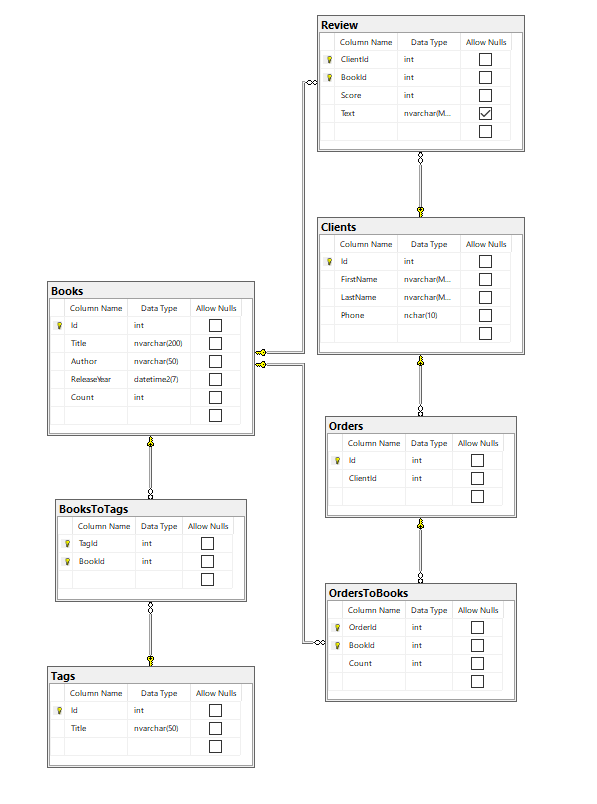 Review
Column Name Data Type Allow Nulls
ClientId int
BookId int
Score int
Text nvarchar(M...
Clients
Column Name Data Type Allow Nulls
Id int
FirstName nvarchar(M...
LastName nvarchar(M...
Phone nchar(10)
Books
Column Name Data Type Allow Nulls
Id int
Title nvarchar(200)
Author nvarchar(50)
ReleaseYear datetime2(7)
Count int
Orders
Column Name Data Type Allow Nulls
Id int
ClientId int
BooksToTags
Column Name Data Type Allow Nulls
TagId int
BookId int
OrdersToBooks
Column Name Data Type Allow Nulls
OrderId int
BookId int
Count int
Tags
Column Name Data Type Allow Nulls
Id int
Title nvarchar(50)